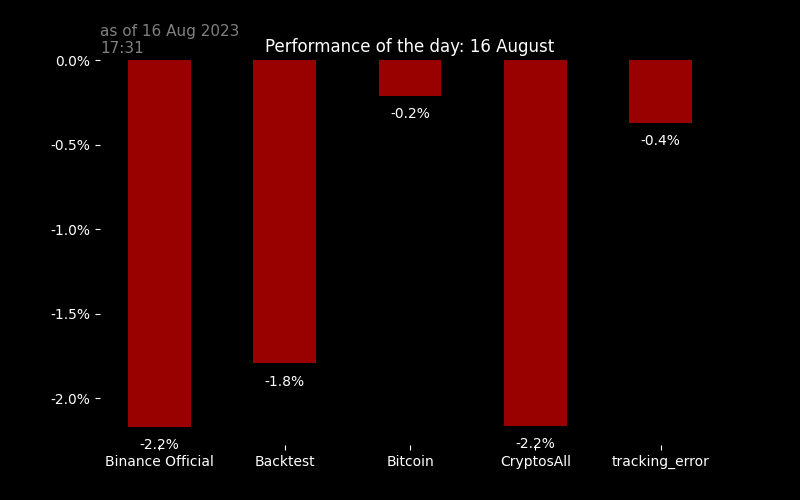 as of 16 Aug 2023
17:31
Performance of the day: 16 August
0.0%
-0.5%
-1.0%
-1.5%
-2.0%
-2.2%
-1.8%
-0.2%
-2.2%
-0.4%
Binance Official
Backtest
Bitcoin
CryptosAll
tracking_error